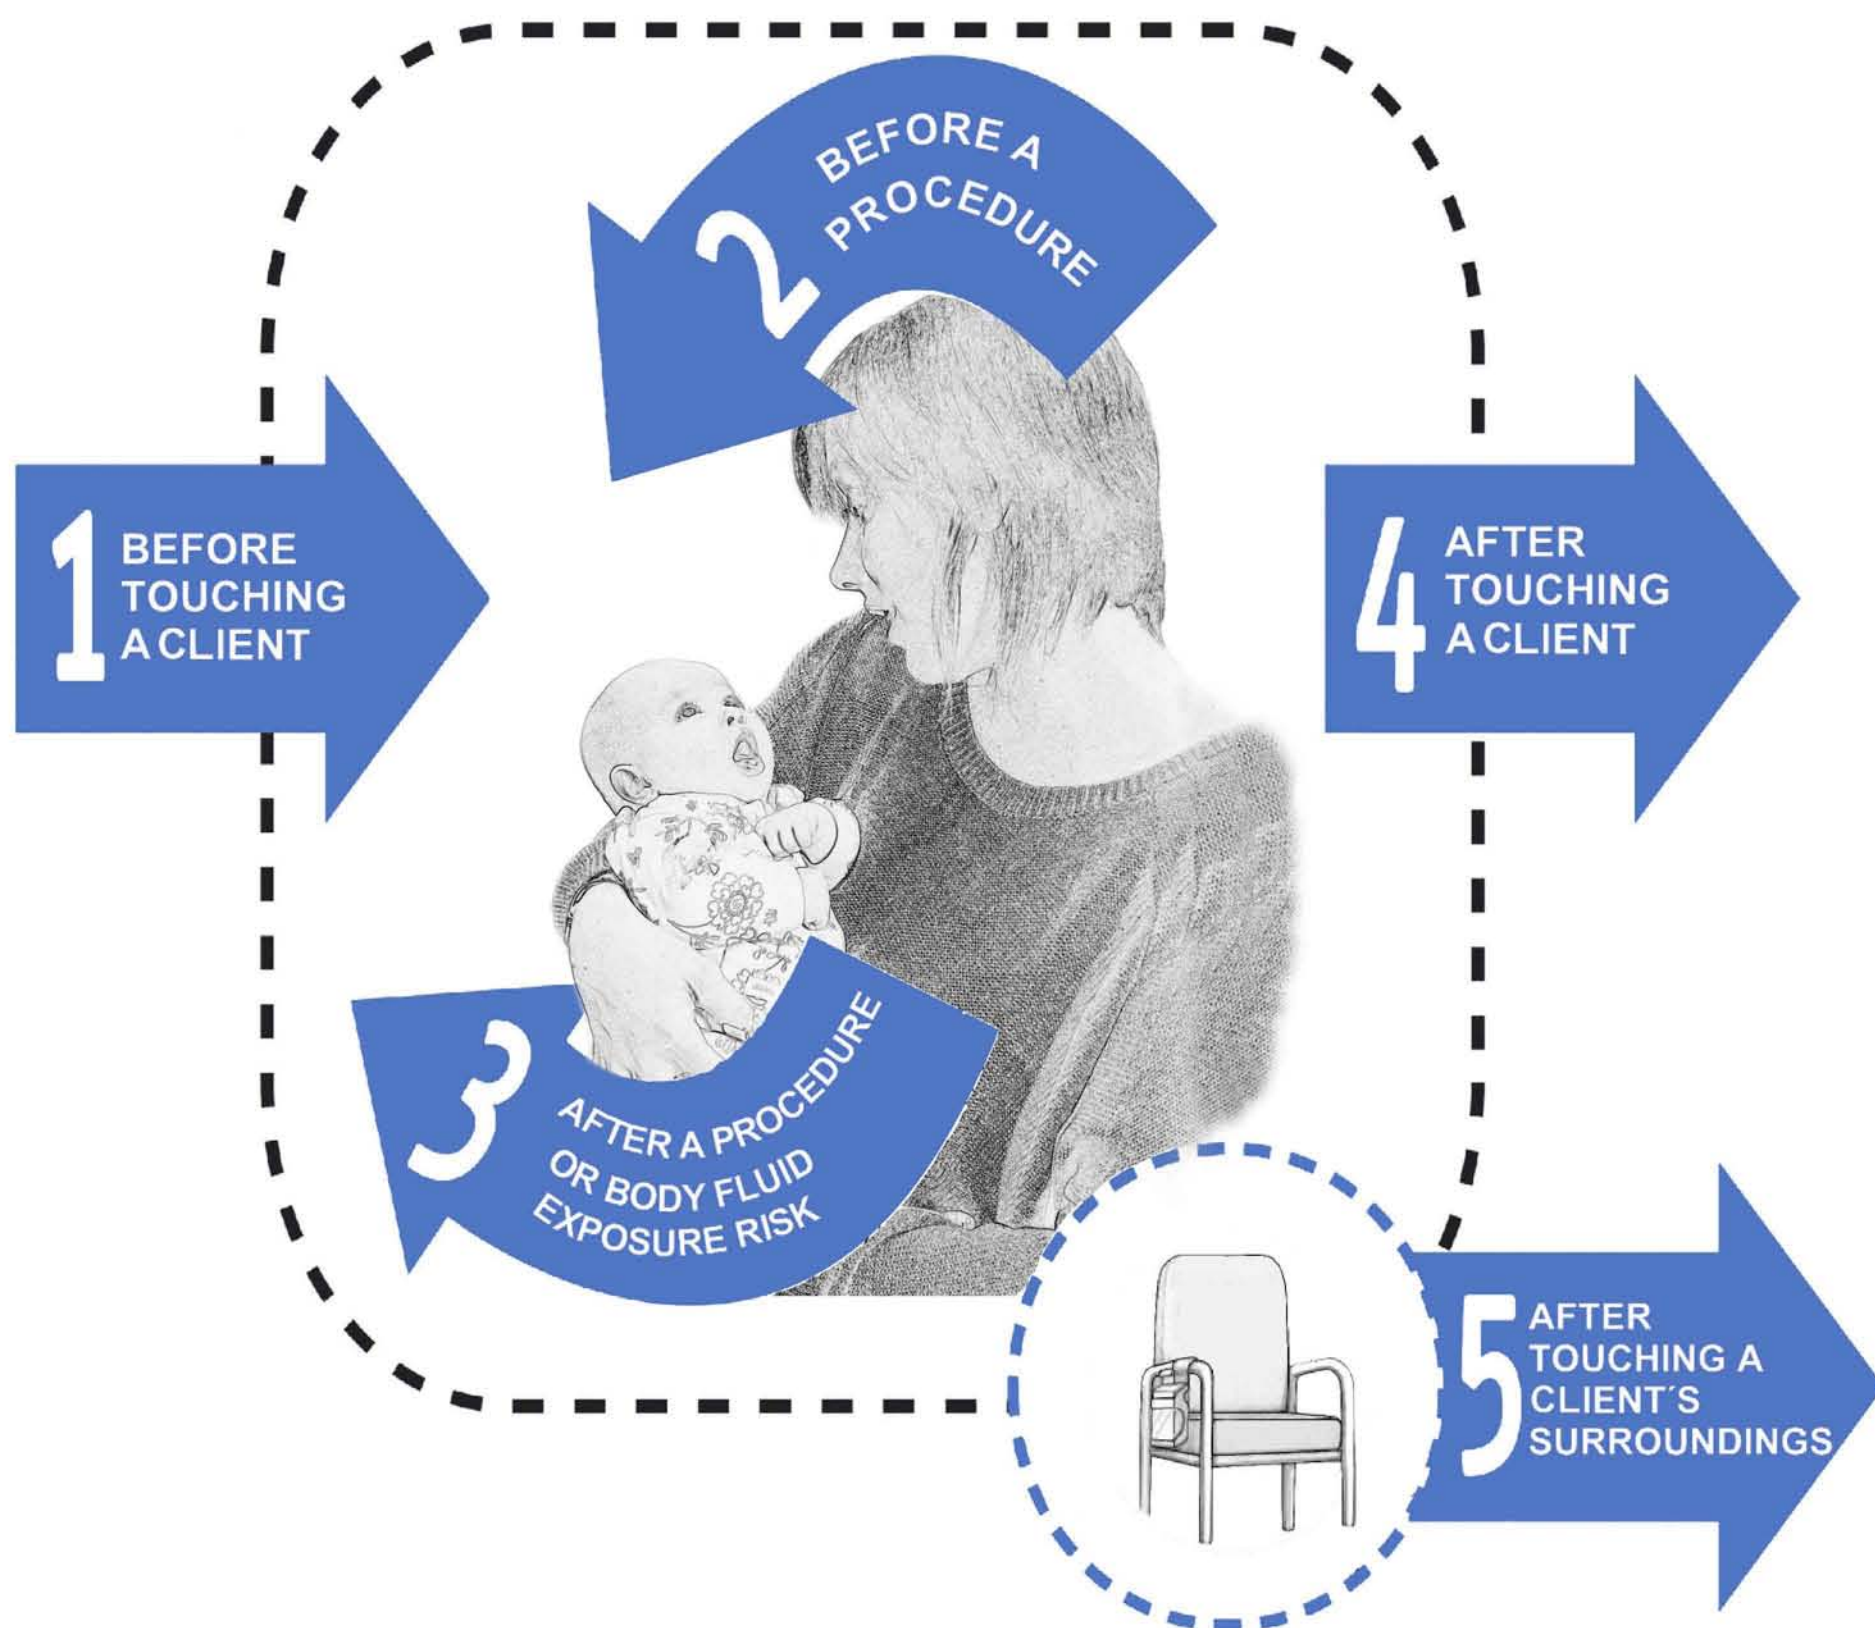 1
BEFORE
TOUCHING
A CLIENT
2
BEFORE A
PROCEDURE
3
AFTER A PROCEDURE
OR BODY FLUID
EXPOSURE RISK
4
AFTER
TOUCHING
A CLIENT
5
AFTER
TOUCHING A
CLIENT´S
SURROUNDINGS